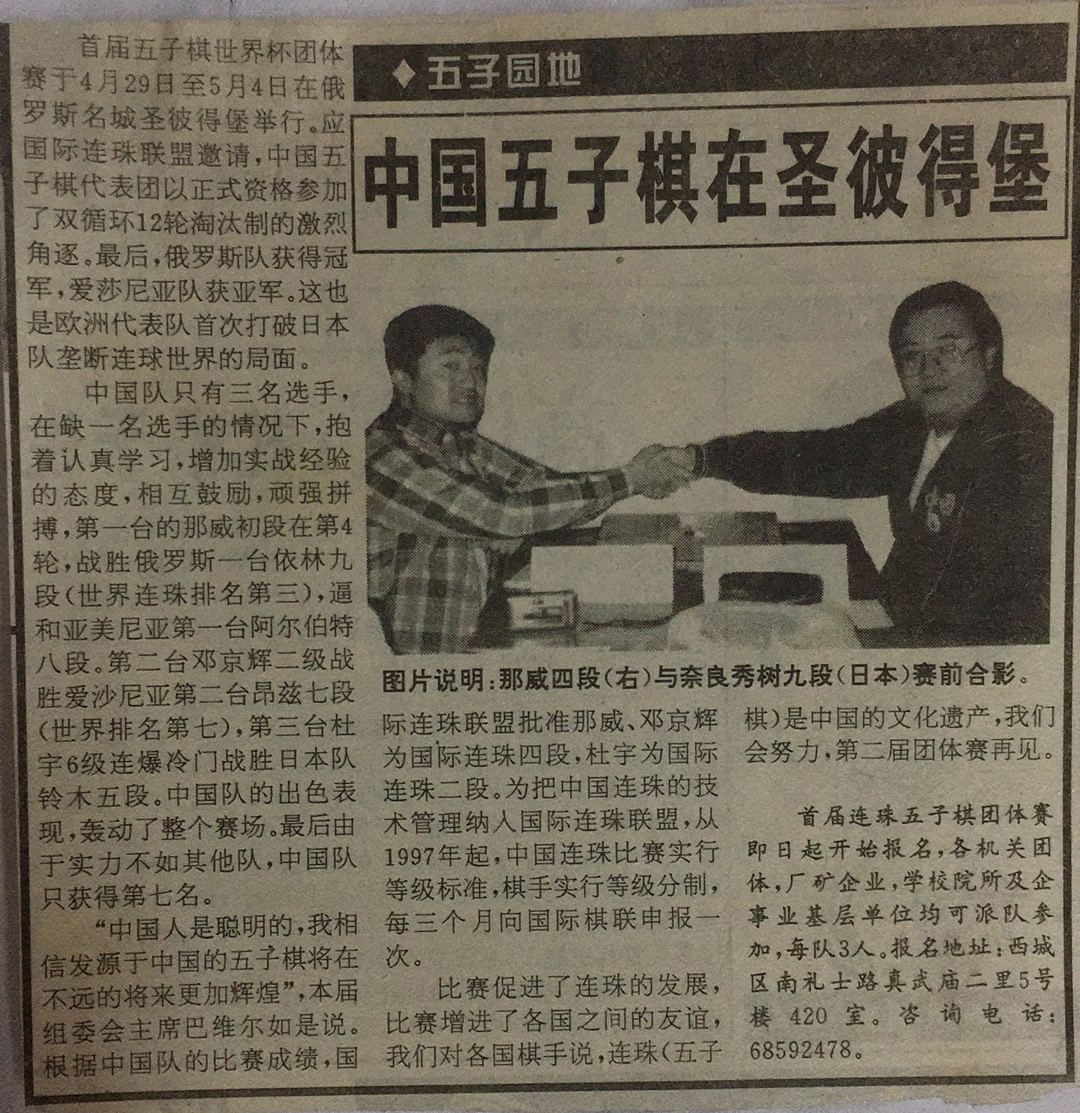 ◆五子园地
中国五子棋在圣彼得堡
首届五子棋世界杯团体
赛于4月29日至5月4日在俄
罗斯名城圣彼得堡举行。应
国际连珠联盟邀请,中国五
子棋代表团以正式资格参加
了双循环12轮淘汰制的激烈
角逐。最后,俄罗斯队获得冠
军,爱莎尼亚队获亚军。这也
是欧洲代表队首次打破日本
队垄断连球世界的局面。
中国队只有三名选手,
在缺一名选手的情况下,抱
着认真学习,增加实战经验
的态度,相互鼓励,顽强拼
搏,第一台的那威初段在第4
轮,战胜俄罗斯一台依林九
段(世界连珠排名第三),逼
和亚美尼亚第一台阿尔伯特
八段。第二台邓京辉二级战
胜爱沙尼亚第二台昂兹七段
(世界排名第七),第三台杜
宇6级连爆冷门战胜日本队
铃木五段。中国队的出色表
现,轰动了整个赛场。最后由
于实力不如其他队,中国队
只获得第七名。
“中国人是聪明的,我相
信发源于中国的五子棋将在
不远的将来更加辉煌”,本届
组委会主席巴维尔如是说。
根据中国队的比赛成绩,国
图片说明:那威四段(右)与奈良秀树九段(日本)赛前合影。
际连珠联盟批准那威、邓京辉
为国际连珠四段,杜宇为国际
连珠二段。为把中国连珠的技
术管理纳入国际连珠联盟,从
1997年起,中国连珠比赛实行
等级标准,棋手实行等级分制,
每三个月向国际棋联申报一
次。
比赛促进了连珠的发展,
比赛增进了各国之间的友谊,
我们对各国棋手说,连珠(五子
棋)是中国的文化遗产,我们
会努力,第二届团体赛再见。
首届连珠五子棋团体赛
即日起开始报名,各机关团
体,厂矿企业,学校院所及企
事业基层单位均可派队参
加,每队3人。报名地址:西城
区南礼士路真武庙二里5号
楼 420 室。咨询电话:
68592478。